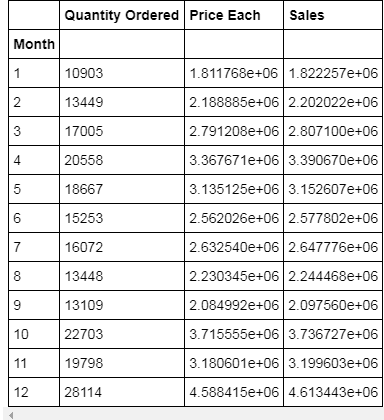 Quantity Ordered Price Each Sales
Month
1 10903 1.811768e+06 1.822257e+06
2 13449 2.188885e+06 2.202022e+06
3 17005 2.791208e+06 2.807100e+06
4 20558 3.367671e+06 3.390670e+06
5 18667 3.135125e+06 3.152607e+06
6 15253 2.562026e+06 2.577802e+06
7 16072 2.632540e+06 2.647776e+06
8 13448 2.230345e+06 2.244468e+06
9 13109 2.084992e+06 2.097560e+06
10 22703 3.715555e+06 3.736727e+06
11 19798 3.180601e+06 3.199603e+06
12 28114 4.588415e+06 4.613443e+06